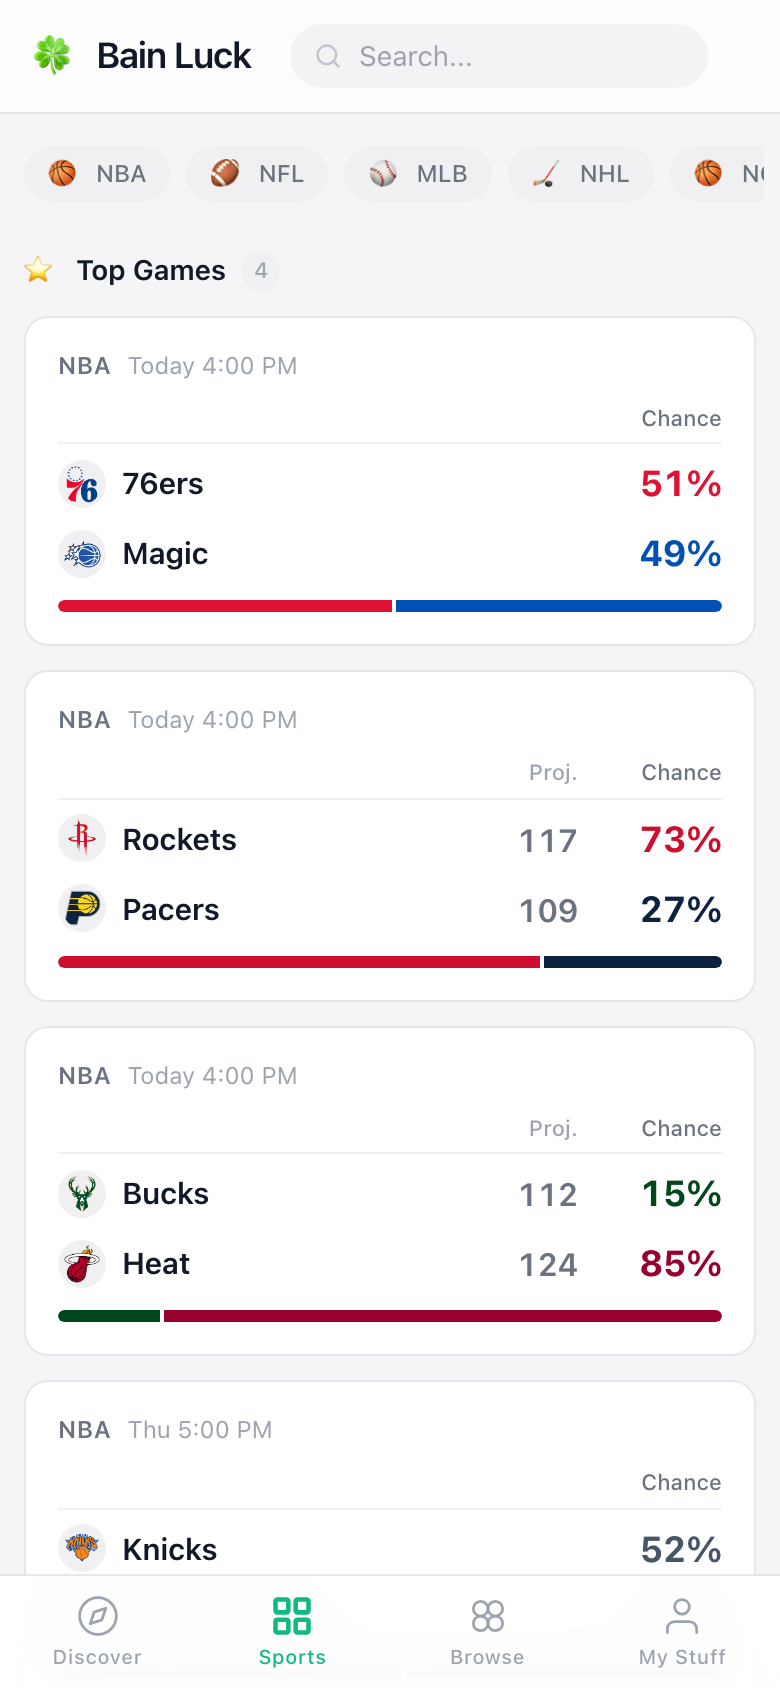 Bain Luck
Search...
NBA
NFL
MLB
NHL
Top Games 4
NBA Today 4:00 PM
Chance
76ers 51%
Magic 49%
NBA Today 4:00 PM
Proj. Chance
Rockets 117 73%
Pacers 109 27%
NBA Today 4:00 PM
Proj. Chance
Bucks 112 15%
Heat 124 85%
NBA Thu 5:00 PM
Chance
Knicks 52%
Discover
Sports
Browse
My Stuff